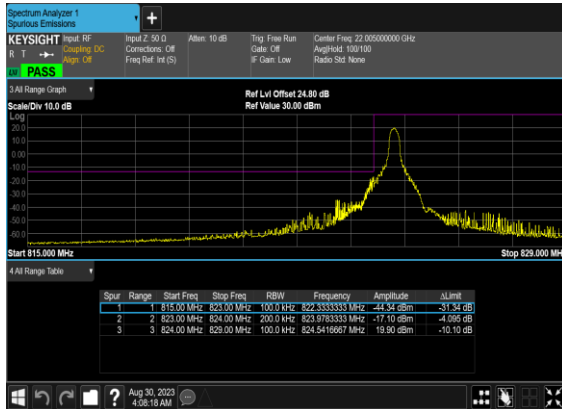 Spectrum Analyzer 1
Spurious Emissions
KEYSIGHT Input: RF
R T Coupling: DC
Align: Off
Input Z: 50 Ω
Corrections: Off
Freq Ref: Int (S)
Atten: 10 dB
Trig: Free Run
Gate: Off
IF Gain: Low
Center Freq: 22.005000000 GHz
Avg|Hold: 100/100
Radio Std: None
PASS
3 All Range Graph
Scale/Div 10.0 dB
Ref Lvl Offset 24.80 dB
Ref Value 30.00 dBm
Log
20.0
10.0
0.00
-10.0
-20.0
-30.0
-40.0
-50.0
-60.0
Start 815.000 MHz
Stop 829.000 MH
4 All Range Table
Spur Range Start Freq Stop Freq RBW Frequency Amplitude ΔLimit
1 1 815.00 MHz 823.00 MHz 100.0 kHz 822.3333333 MHz -44.34 dBm -31.34 dB
2 2 823.00 MHz 824.00 MHz 200.0 kHz 823.9783333 MHz -17.10 dBm -4.095 dB
3 3 824.00 MHz 829.00 MHz 100.0 kHz 824.5416667 MHz 19.90 dBm -10.10 dB
? Aug 30, 2023
4:06:18 AM